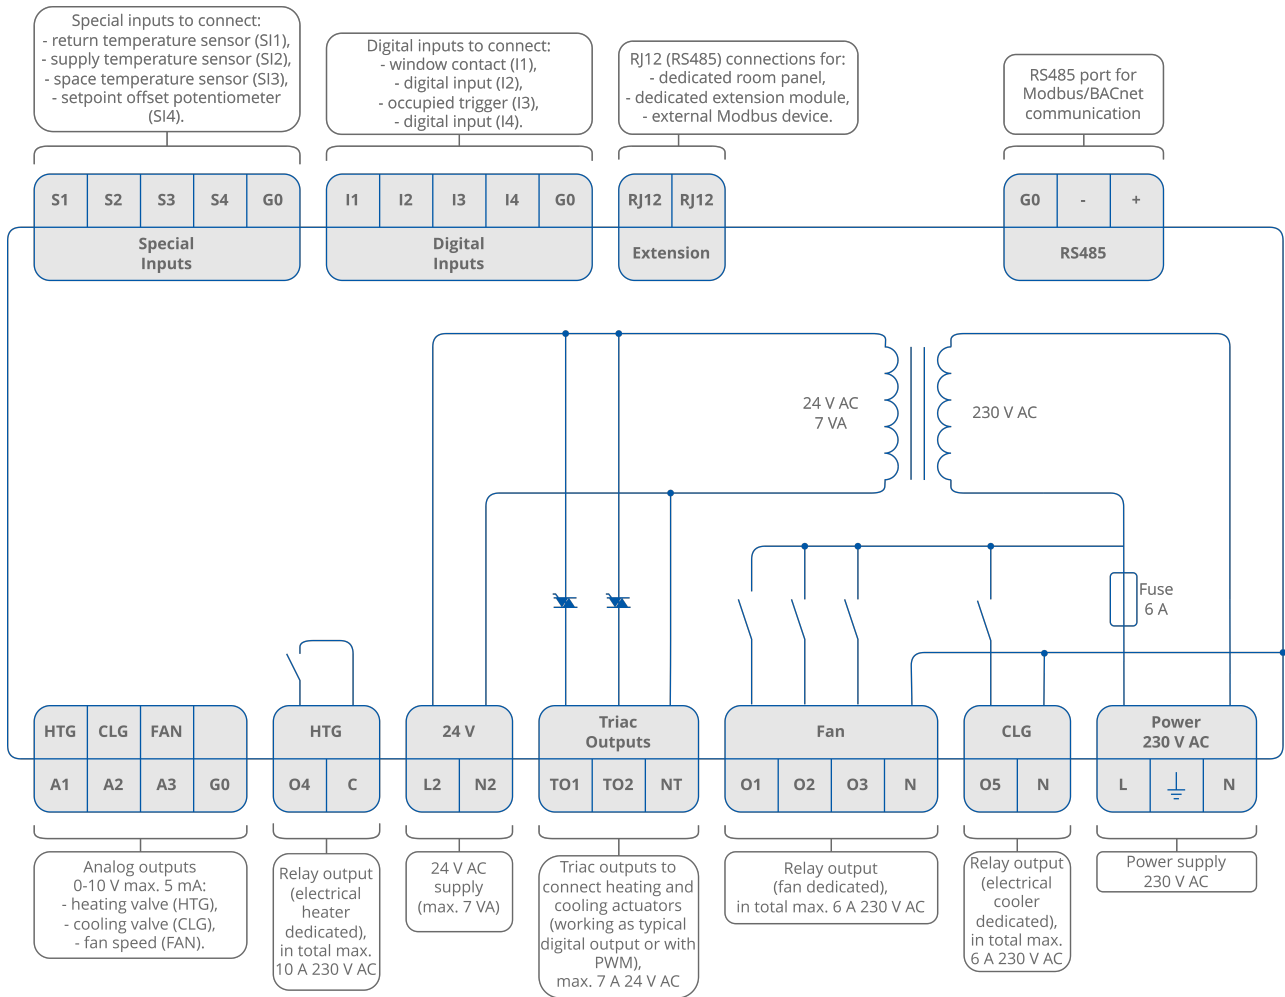 Special inputs to connect:
- return temperature sensor (SI1),
- supply temperature sensor (SI2),
- space temperature sensor (SI3),
- setpoint offset potentiometer
(SI4).
Digital inputs to connect:
- window contact (I1),
- digital input (I2),
- occupied trigger (I3),
- digital input (I4).
RJ12 (RS485) connections for:
- dedicated room panel,
- dedicated extension module,
- external Modbus device.
RS485 port for
Modbus/BACnet
communication
S1 S2 S3 S4 G0
Special
Inputs
I1 I2 I3 I4 G0
Digital
Inputs
RJ12 RJ12
Extension
G0 - +
RS485
24 V AC
7 VA
230 V AC
Fuse
6 A
HTG CLG FAN
A1 A2 A3 G0
HTG
O4 C
24 V
L2 N2
Triac
Outputs
TO1 TO2 NT
Fan
O1 O2 O3 N
CLG
O5 N
Power
230 V AC
L N
Analog outputs
0-10 V max. 5 mA:
- heating valve (HTG),
- cooling valve (CLG),
- fan speed (FAN).
Relay output
(electrical
heater
dedicated),
in total max.
10 A 230 V AC
24 V AC
supply
(max. 7 VA)
Triac outputs to
connect heating and
cooling actuators
(working as typical
digital output or with
PWM),
max. 7 A 24 V AC
Relay output
(fan dedicated),
in total max. 6 A 230 V AC
Relay output
(electrical
cooler
dedicated),
in total max.
6 A 230 V AC
Power supply
230 V AC